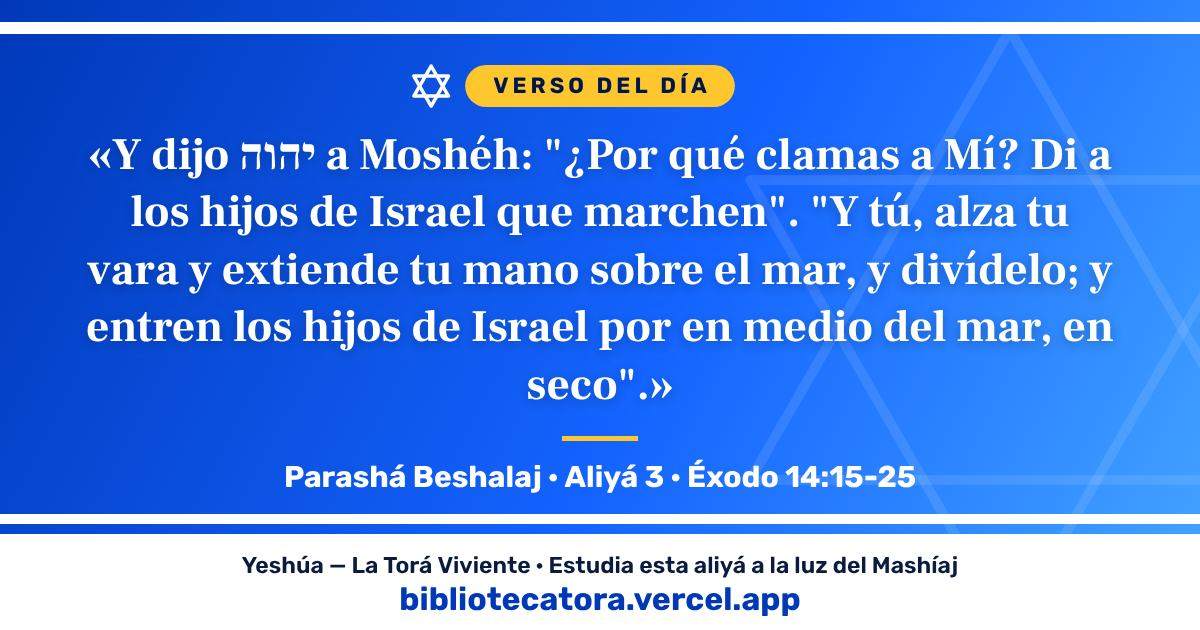 VERSO DEL DÍA
«Y dijo יהוה a Moshéh: "¿Por qué clamas a Mí? Di a
los hijos de Israel que marchen". "Y tú, alza tu
vara y extiende tu mano sobre el mar, y divídelo; y
entren los hijos de Israel por en medio del mar, en
seco".»
Parashá Beshalaj • Aliyá 3 • Éxodo 14:15-25
Yeshúa — La Torá Viviente • Estudia esta aliyá a la luz del Mashíaj
bibliotecatora.vercel.app